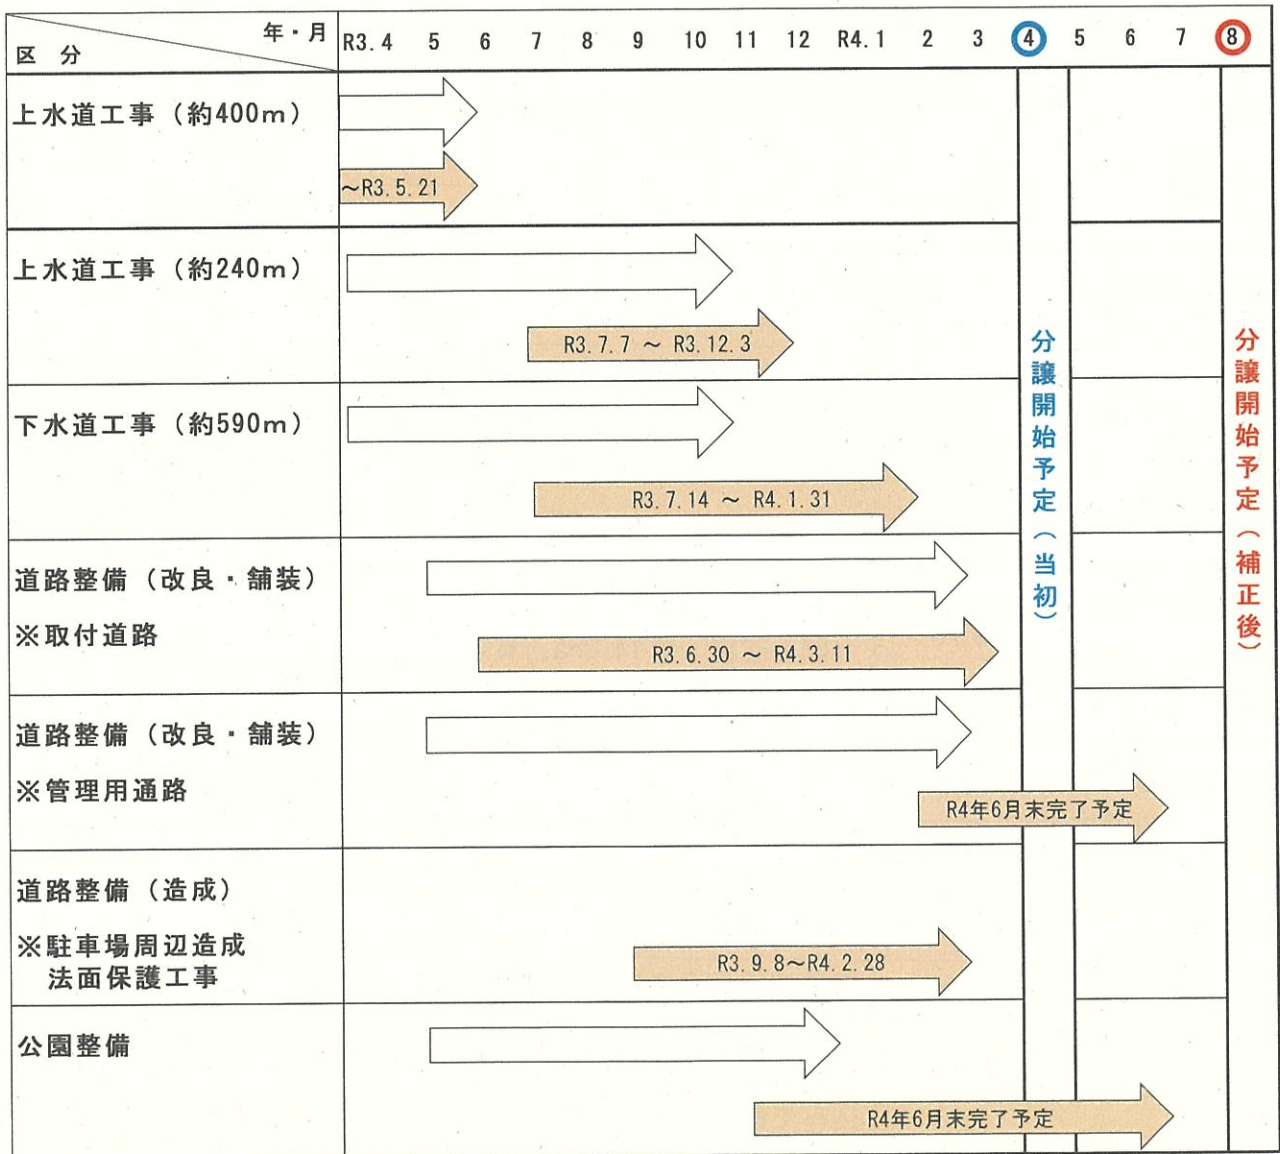 年・月
区 分
R3.4 5 6 7 8 9 10 11 12 R4.1 2 3 4 5 6 7 8
上水道工事（約400m）
～R3.5.21
上水道工事（約240m）
R3.7.7 ～ R3.12.3
下水道工事（約590m）
R3.7.14 ～ R4.1.31
道路整備（改良・舗装）
※取付道路
R3.6.30 ～ R4.3.11
道路整備（改良・舗装）
※管理用通路
R4年6月末完了予定
道路整備（造成）
※駐車場周辺造成
法面保護工事
R3.9.8～R4.2.28
公園整備
R4年6月末完了予定
分譲開始予定（当初）
分譲開始予定（補正後）